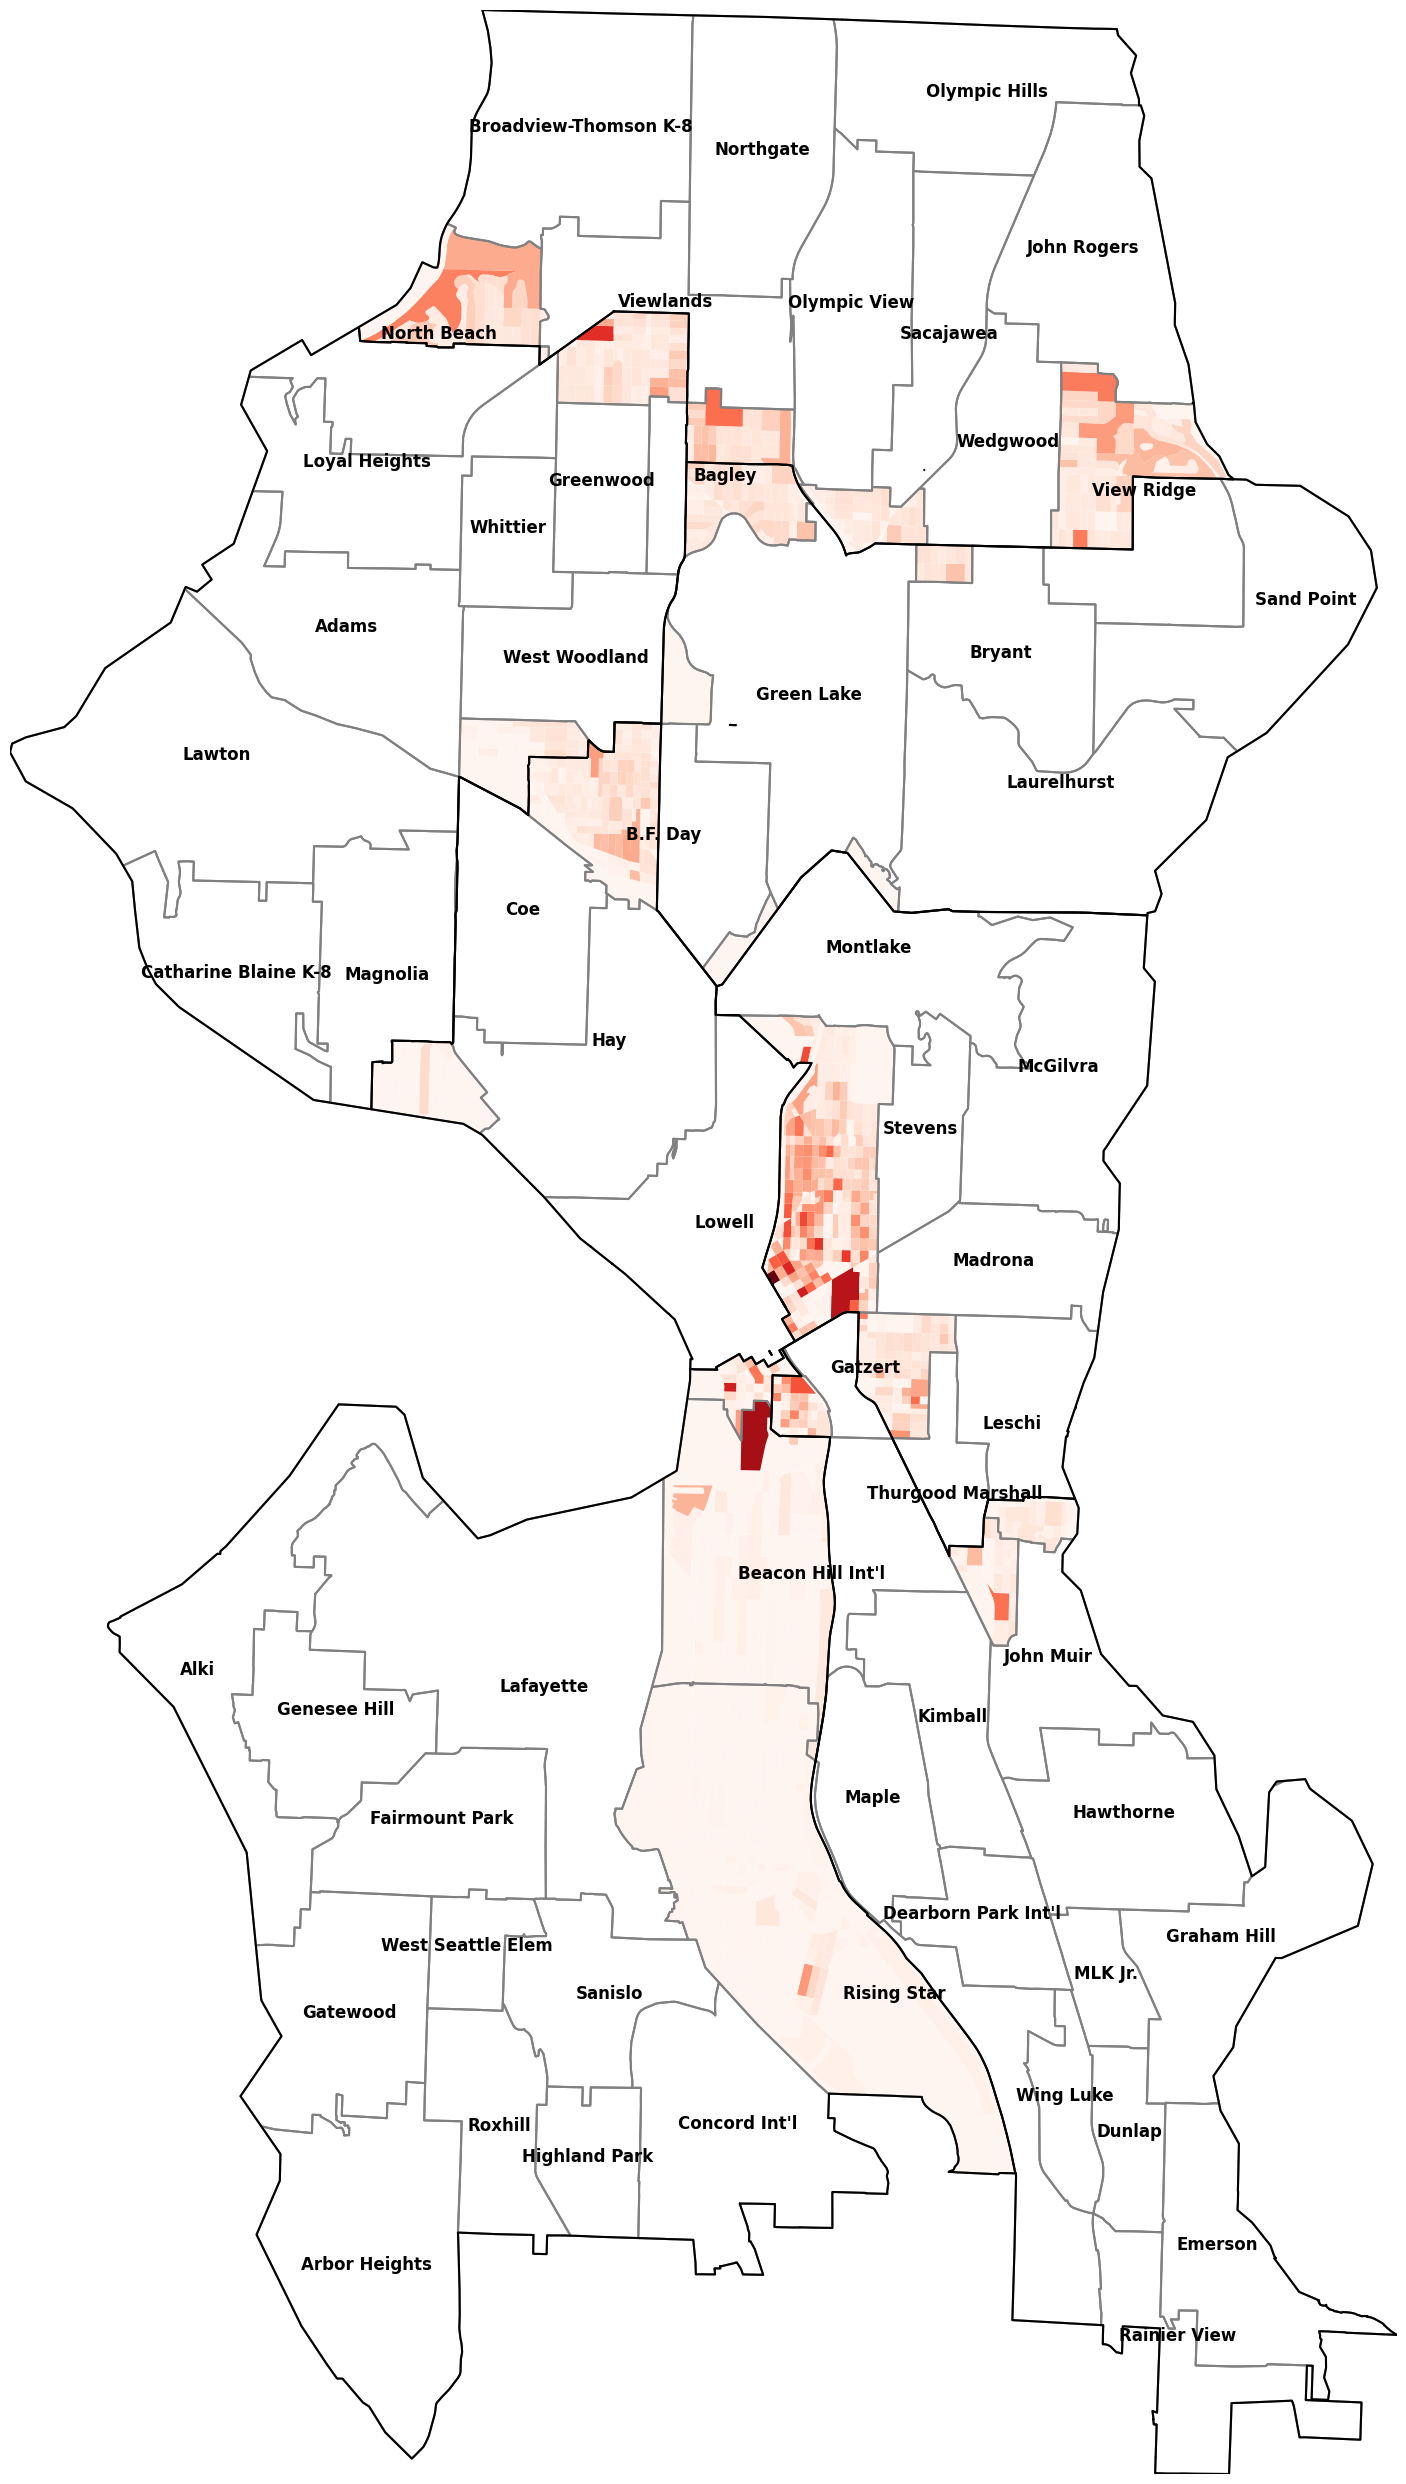 Olympic Hills
Broadview-Thomson K-8
Northgate
John Rogers
Viewlands
Olympic View
North Beach
Sacajawea
Wedgwood
Loyal Heights
Bagley
Greenwood
View Ridge
Whittier
Sand Point
Adams
Bryant
West Woodland
Green Lake
Lawton
Laurelhurst
B.F. Day
Coe
Montlake
Catharine Blaine K-8
Magnolia
Hay
McGilvra
Stevens
Lowell
Madrona
Gatzert
Leschi
Thurgood Marshall
Beacon Hill Int'l
John Muir
Alki
Lafayette
Genesee Hill
Kimball
Maple
Hawthorne
Fairmount Park
Dearborn Park Int'l
Graham Hill
West Seattle Elem
MLK Jr.
Sanislo
Rising Star
Gatewood
Wing Luke
Concord Int'l
Roxhill
Dunlap
Highland Park
Emerson
Arbor Heights
Rainier View